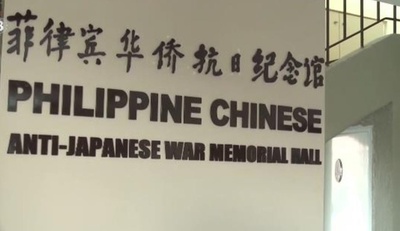 菲律宾华侨抗日纪念馆
PHILIPPINE CHINESE
ANTI-JAPANESE WAR MEMORIAL HALL